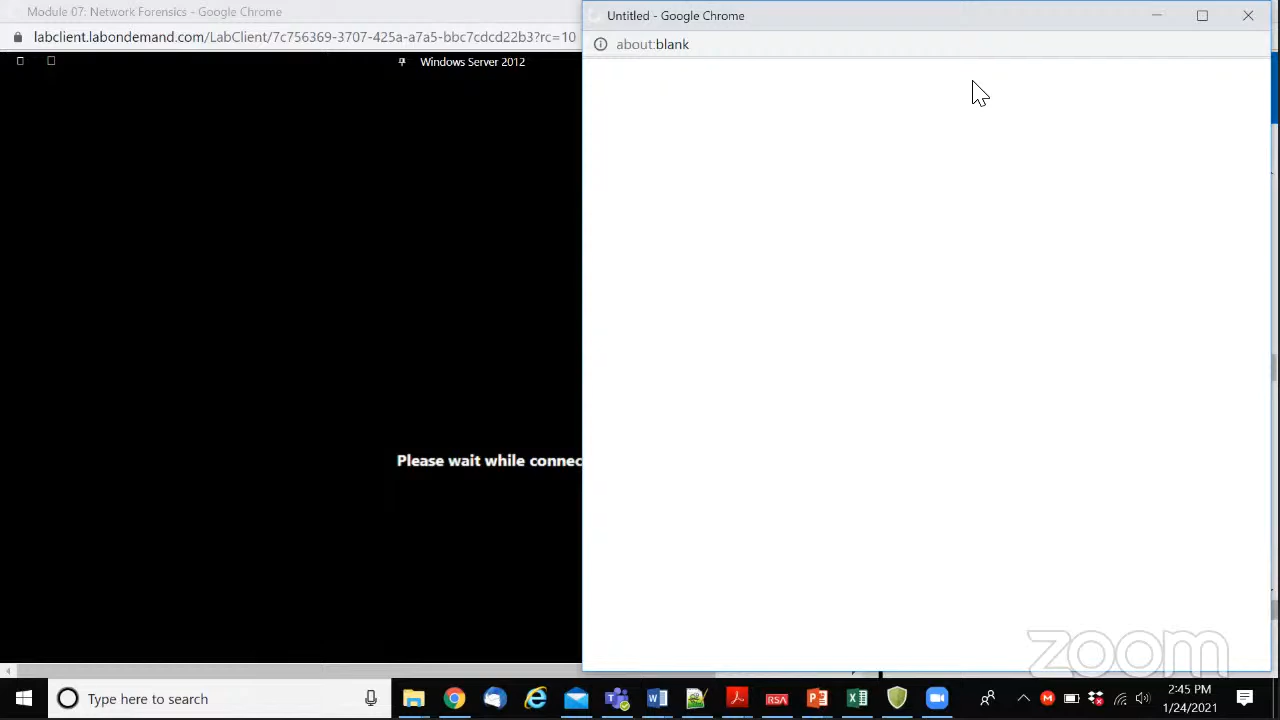 Module 07: Network Forensics - Google Chrome
labclient.labondemand.com/LabClient/7c756369-3707-425a-a7a5-bbc7cdcd22b3?rc=10
Windows Server 2012
Please wait while connec
Untitled - Google Chrome
about:blank
zoom
Type here to search
RSA
2:45 PM
1/24/2021